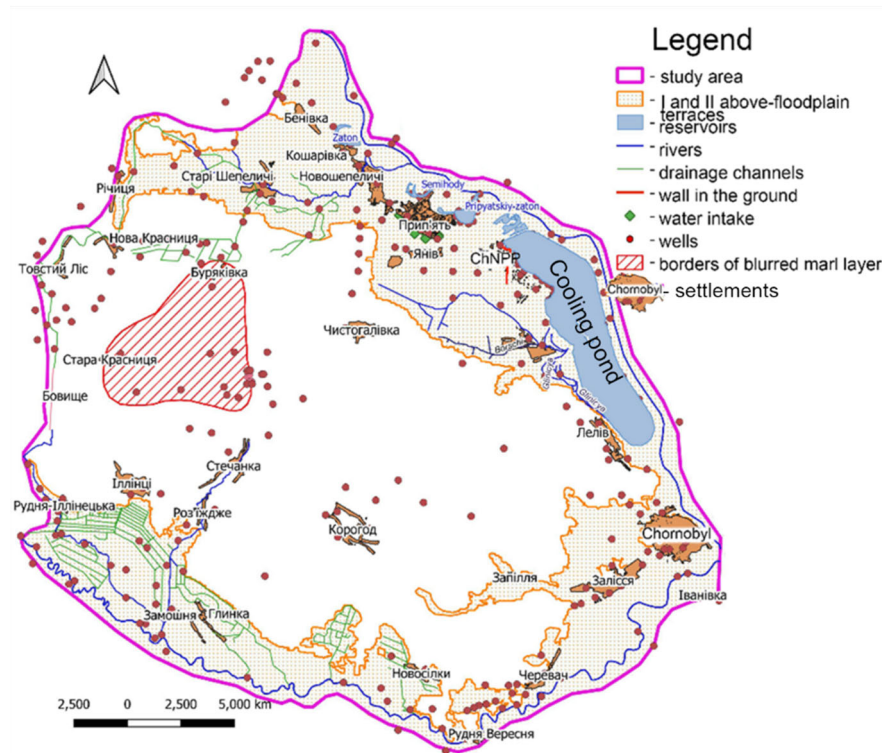 Legend
- study area
- I and II above-floodplain
terraces
- reservoirs
- rivers
- drainage channels
- wall in the ground
- water intake
- wells
- borders of blurred marl layer
Chornobyl - settlements
Бенівка
Zaton
Кошарівка
Старі Шепеличі
Новошепеличі
Річиця
Semihody
Pripyatskiy-zaton
Прип'ять
Нова Красниця
Янів
ChNPP
Товстий Ліс
Буряківка
Cooling pond
Чистогалівка
Стара Красниця
Бовище
Glinicya
Лелів
Стечанка
Іллінці
Рудня-Іллінецька
Роз'їждже
Корогод
Chornobyl
Запілля
Залісся
Іванівка
Замошня
Глинка
Новосілки
Черевач
Рудня Вересня
2,500 0 2,500 5,000 km